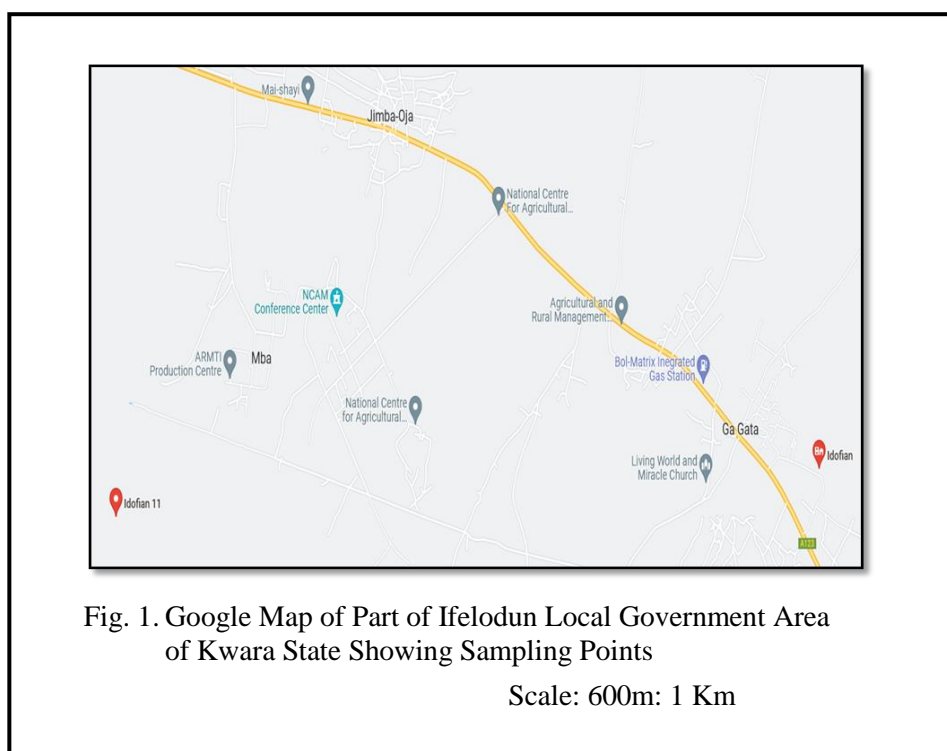 Mai-shayi
Jimba-Oja
National Centre
For Agricultural...
NCAM
Conference Center
Agricultural and
Rural Management...
ARMTI
Production Centre
Mba
Bol-Matrix Inegrated
Gas Station
National Centre
for Agricultural...
Ga Gata
Living World and
Miracle Church
Idofian
Idofian 11
A123
Fig. 1. Google Map of Part of Ifelodun Local Government Area
of Kwara State Showing Sampling Points
Scale: 600m: 1 Km